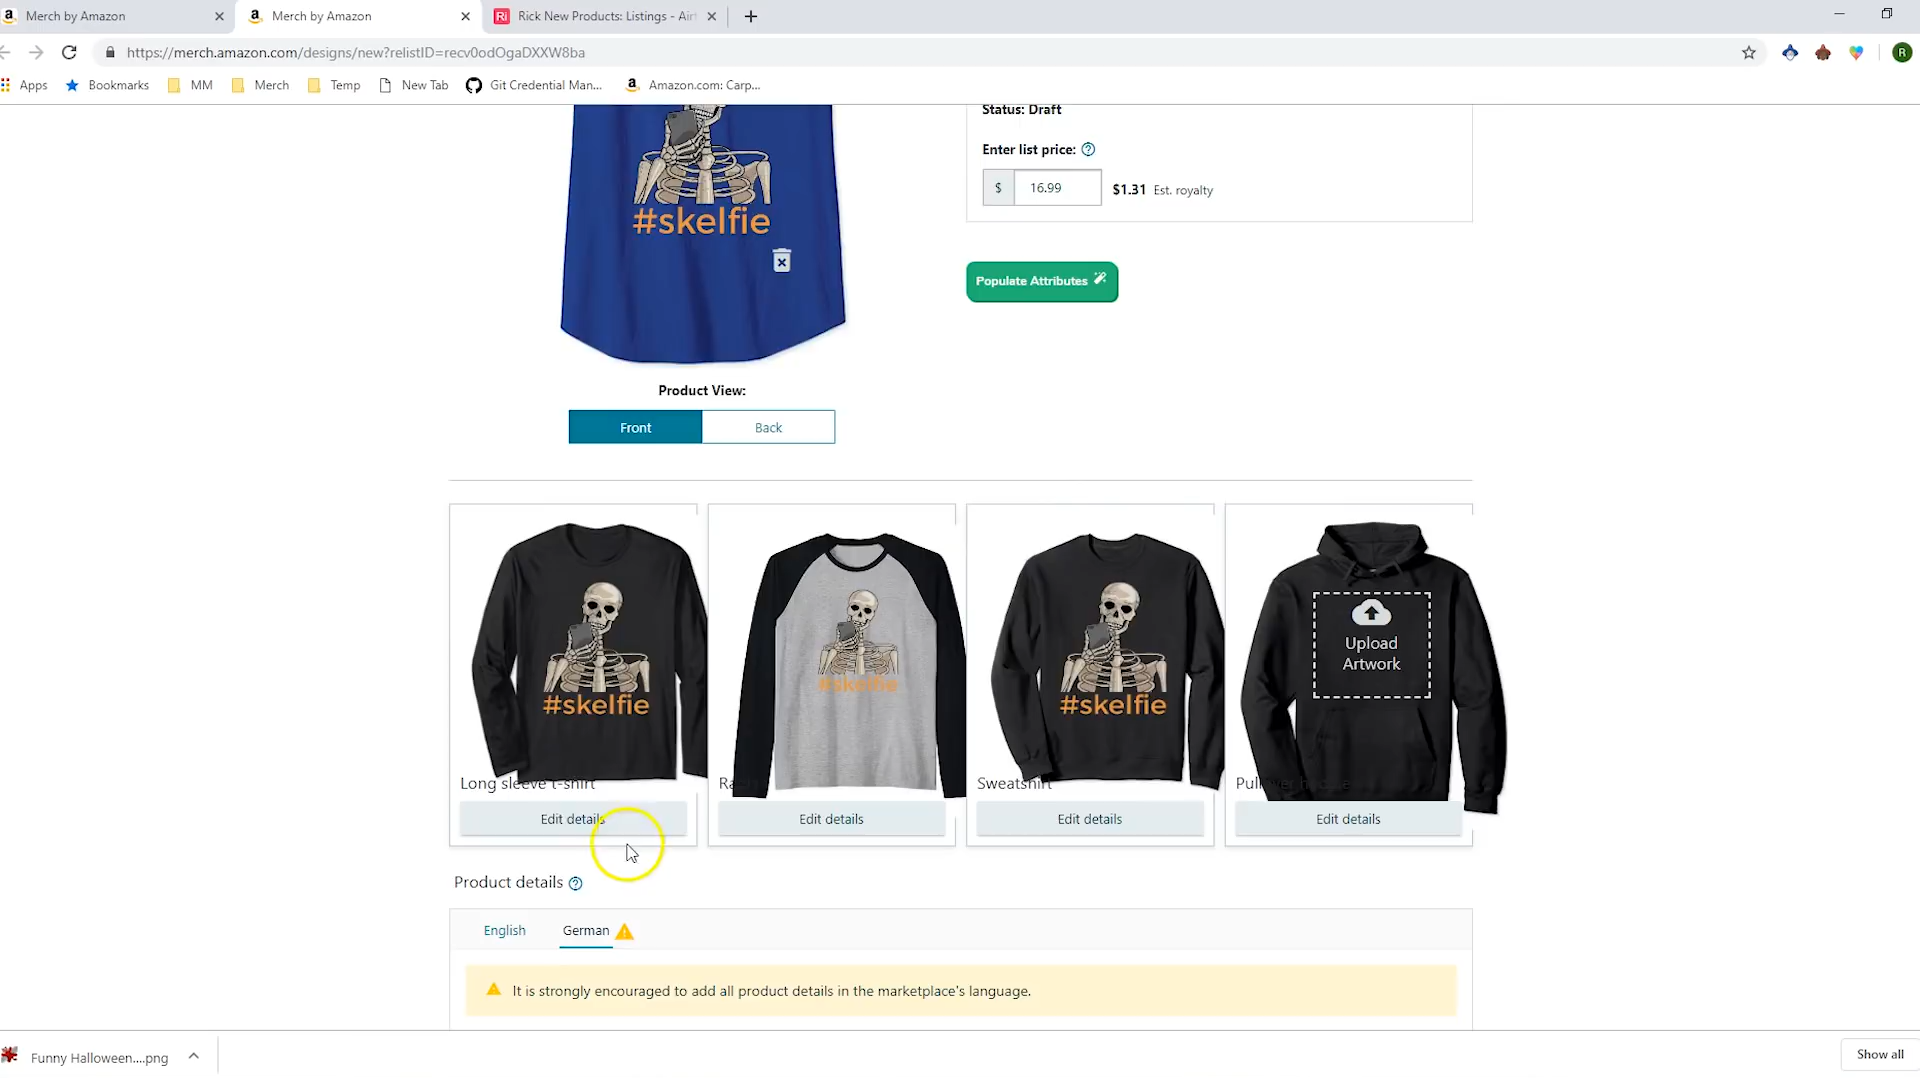 Merch by Amazon
Merch by Amazon
Rick New Products: Listings - Airt
https://merch.amazon.com/designs/new?relistID=recv0odOgaDXXW8ba
R
Apps
Bookmarks
MM
Merch
Temp
New Tab
Git Credential Man...
Amazon.com: Carp...
#skelfie
Status: Draft
Enter list price:
$ 16.99
$1.31 Est. royalty
Populate Attributes
Product View:
Front
Back
#skelfie
#skelfie
#skelfie
Upload
Artwork
Long sleeve t-shirt
Sweatshirt
Edit details
Edit details
Edit details
Edit details
Product details
English
German
It is strongly encouraged to add all product details in the marketplace's language.
Funny Halloween....png
Show all